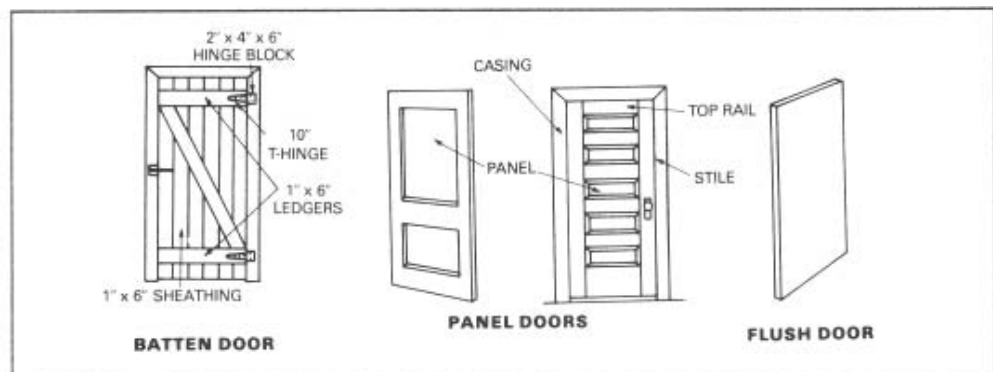 2" x 4" x 6"
HINGE BLOCK
10"
T-HINGE
1" x 6"
LEDGERS
1" x 6" SHEATHING
BATTEN DOOR
CASING
TOP RAIL
PANEL
STILE
PANEL DOORS
FLUSH DOOR